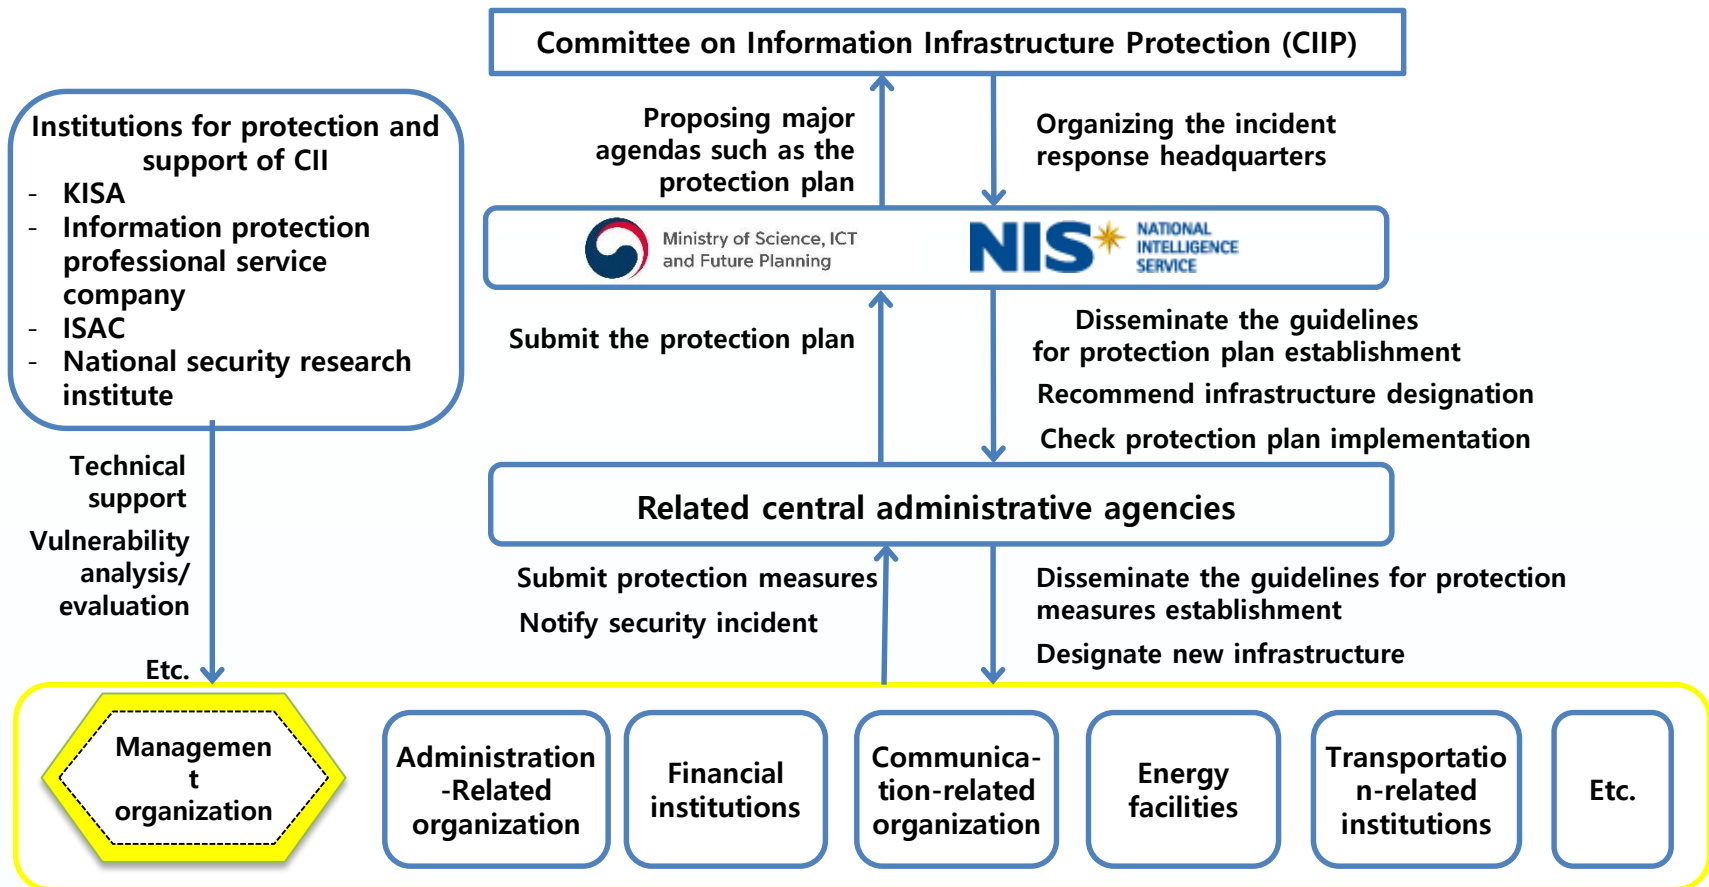 Committee on Information Infrastructure Protection (CIIP)
Institutions for protection and
support of CII
- KISA
- Information protection
professional service
company
- ISAC
- National security research
institute
Proposing major
agendas such as the
protection plan
Organizing the incident
response headquarters
Ministry of Science, ICT
and Future Planning
NIS
NATIONAL
INTELLIGENCE
SERVICE
Submit the protection plan
Disseminate the guidelines
for protection plan establishment
Recommend infrastructure designation
Check protection plan implementation
Technical
support
Vulnerability
analysis/
evaluation
Etc.
Related central administrative agencies
Submit protection measures
Notify security incident
Disseminate the guidelines for protection
measures establishment
Designate new infrastructure
Managemen
t
organization
Administration
-Related
organization
Financial
institutions
Communica-
tion-related
organization
Energy
facilities
Transportatio
n-related
institutions
Etc.